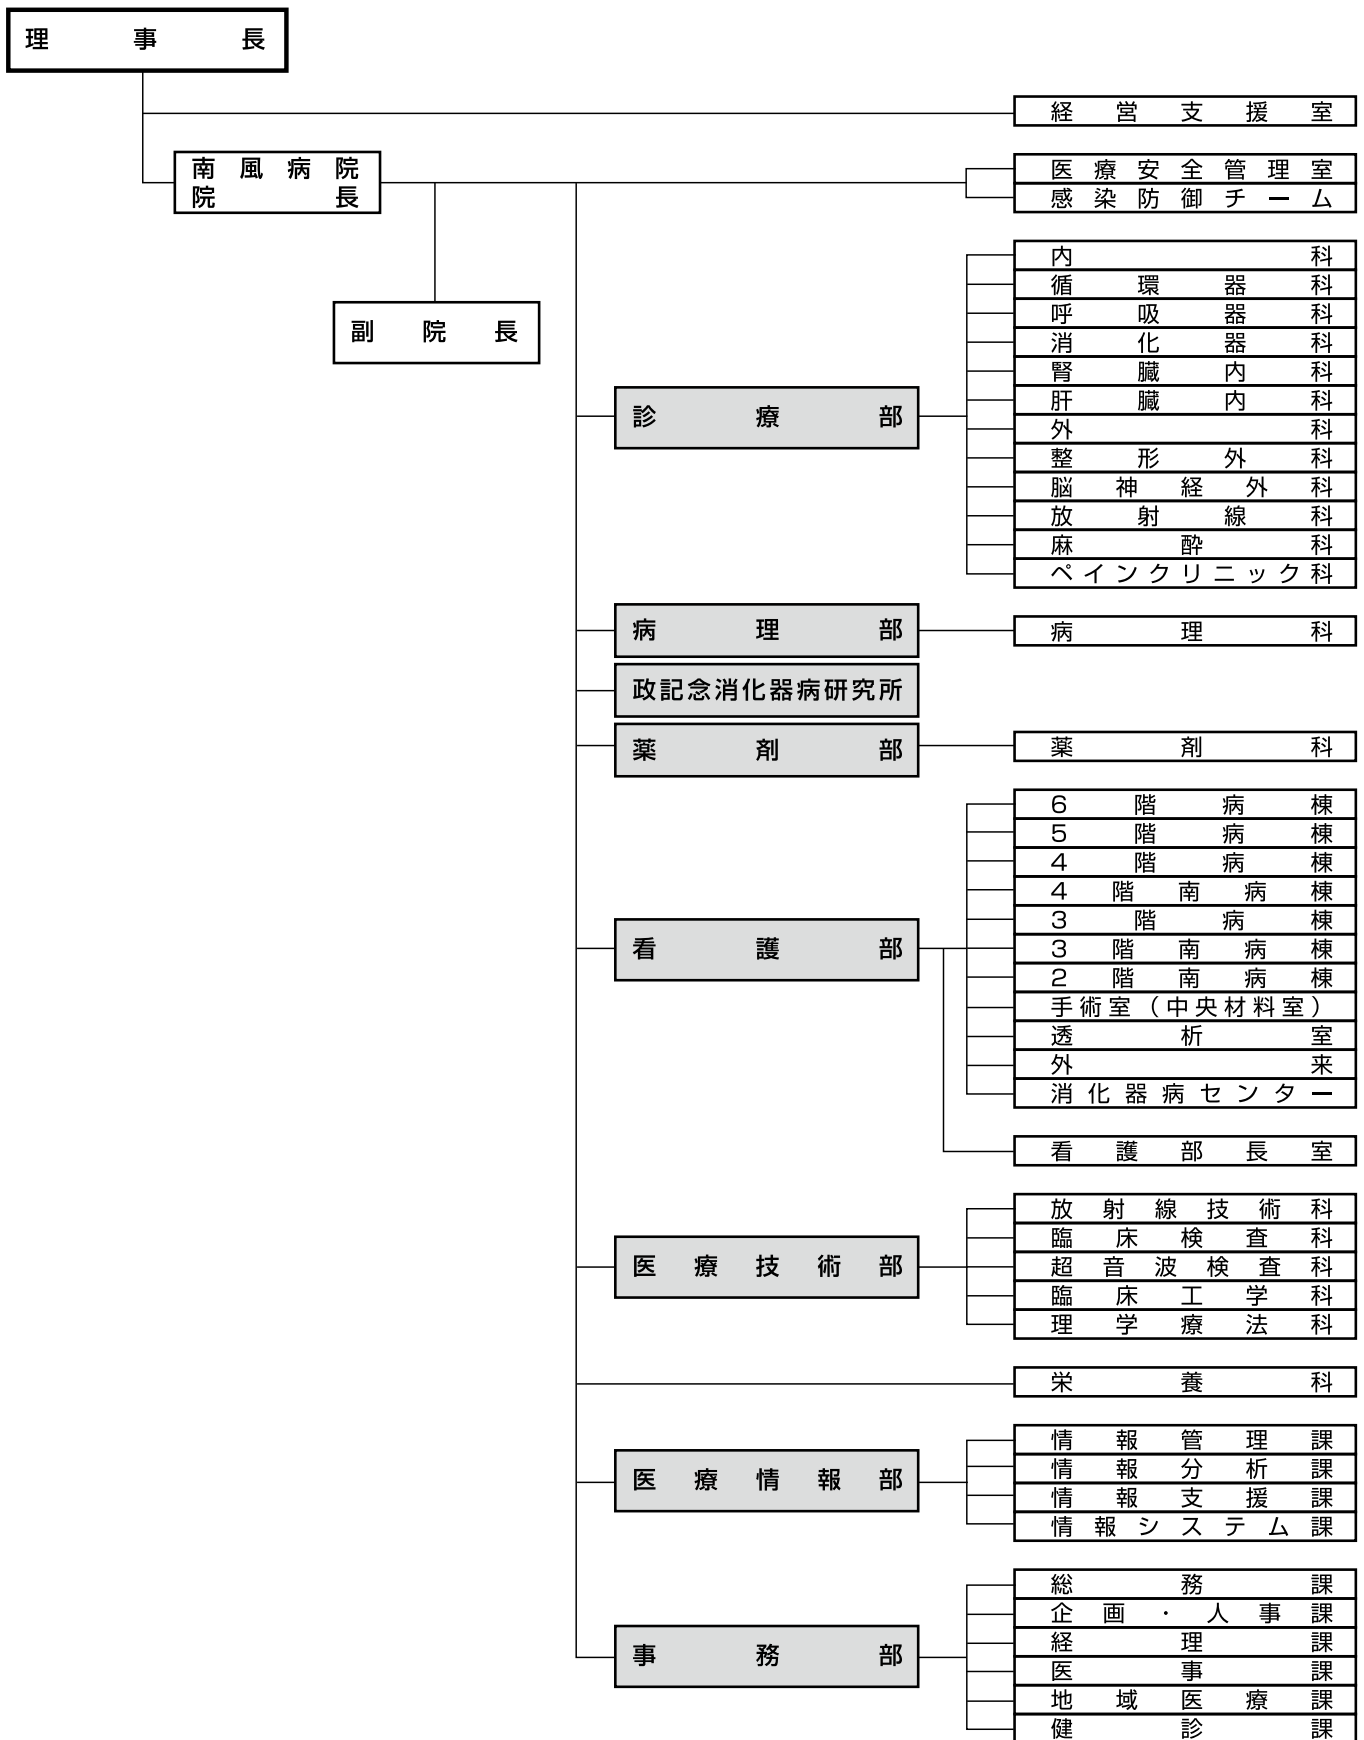 理事長
経営支援室
南風病院
院長
医療安全管理室
感染防御チーム
副院長
診療部
内科
循環器科
呼吸器科
消化器科
腎臓内科
肝臓内科
外科
整形外科
脳神経外科
放射線科
麻酔科
ペインクリニック科
病理部
病理科
政記念消化器病研究所
薬剤部
薬剤科
看護部
6階病棟
5階病棟
4階病棟
4階南病棟
3階病棟
3階南病棟
2階南病棟
手術室（中央材料室）
透析室
外来
消化器病センター
看護部長室
医療技術部
放射線技術科
臨床検査科
超音波検査科
臨床工学科
理学療法科
栄養科
医療情報部
情報管理課
情報分析課
情報支援課
情報システム課
事務部
総務課
企画・人事課
経理課
医事課
地域医療課
健診課